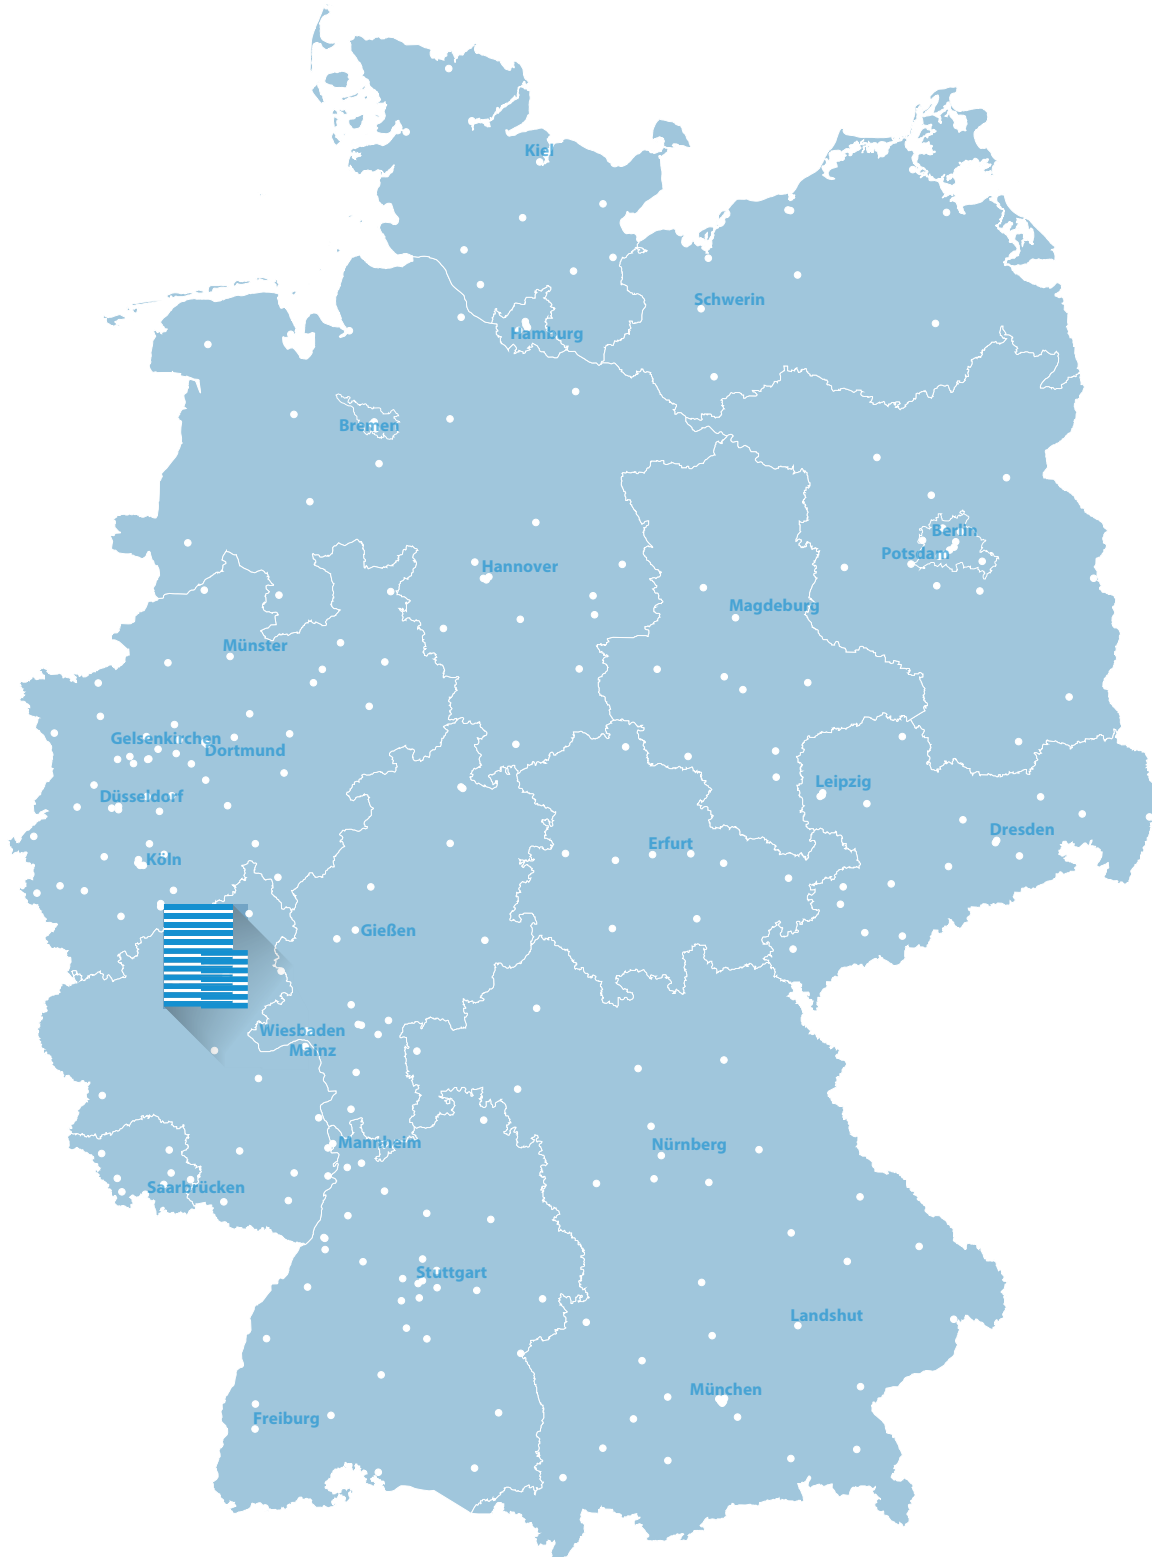 Kiel
Schwerin
Hamburg
Bremen
Berlin
Potsdam
Hannover
Magdeburg
Münster
Gelsenkirchen
Dortmund
Leipzig
Düsseldorf
Dresden
Erfurt
Köln
Gießen
Wiesbaden
Mainz
Mannheim
Nürnberg
Saarbrücken
Stuttgart
Landshut
München
Freiburg